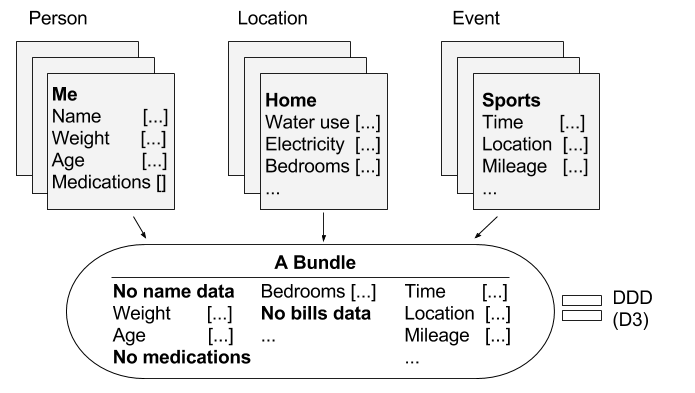 Person
Me
Name [...]
Weight [...]
Age [...]
Medications []
Location
Home
Water use [...]
Electricity [...]
Bedrooms [...]
...
Event
Sports
Time [...]
Location [...]
Mileage [...]
...
A Bundle
No name data
Weight [...]
Age [...]
No medications
Bedrooms [...]
No bills data
...
Time [...]
Location [...]
Mileage [...]
...
DDD
(D3)